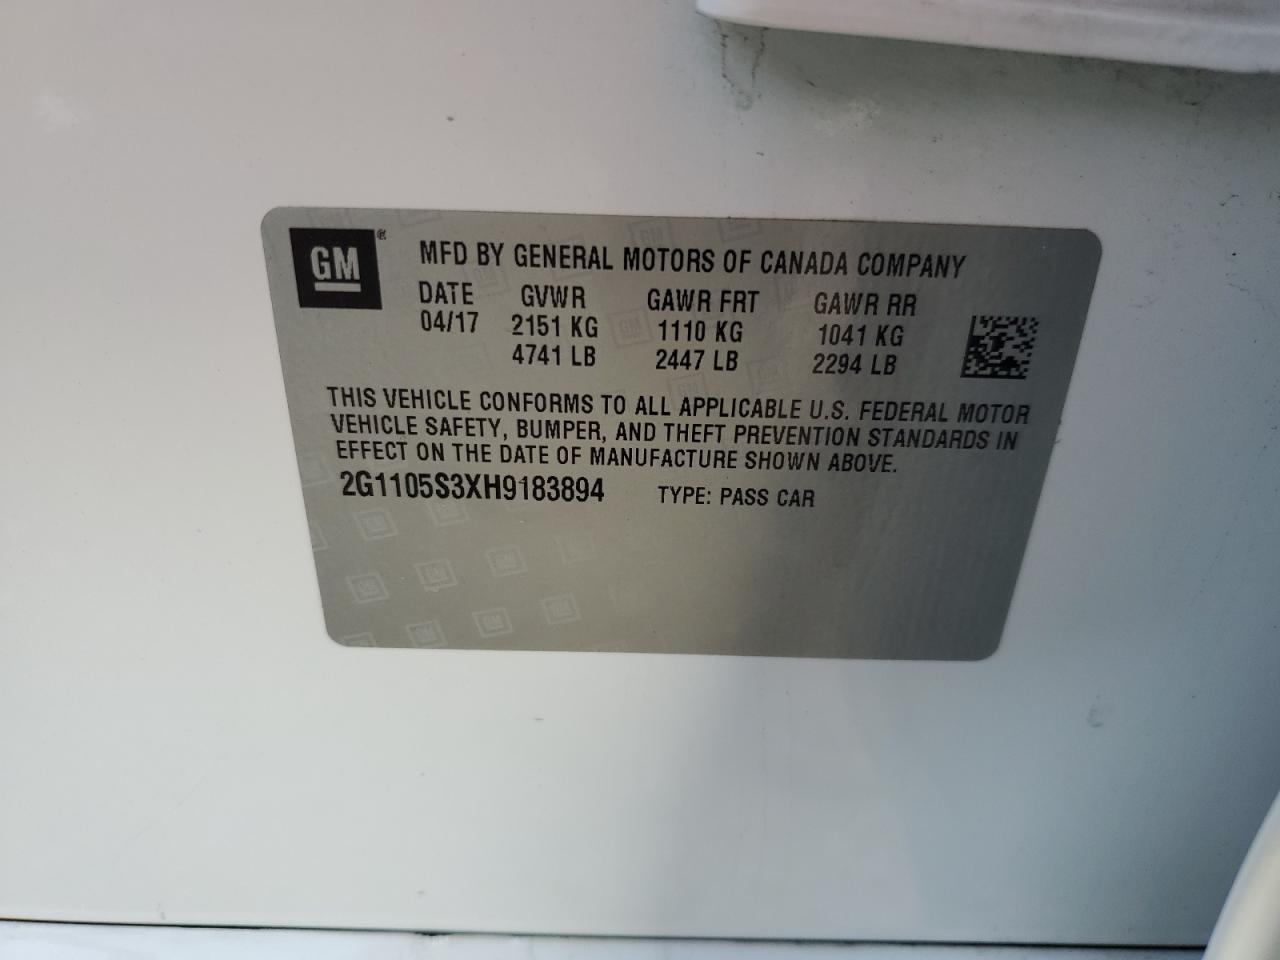 GM®
MFD BY GENERAL MOTORS OF CANADA COMPANY
DATE GVWR GAWR FRT GAWR RR
04/17 2151 KG 1110 KG 1041 KG
4741 LB 2447 LB 2294 LB
THIS VEHICLE CONFORMS TO ALL APPLICABLE U.S. FEDERAL MOTOR
VEHICLE SAFETY, BUMPER, AND THEFT PREVENTION STANDARDS IN
EFFECT ON THE DATE OF MANUFACTURE SHOWN ABOVE.
2G1105S3XH9183894 TYPE: PASS CAR